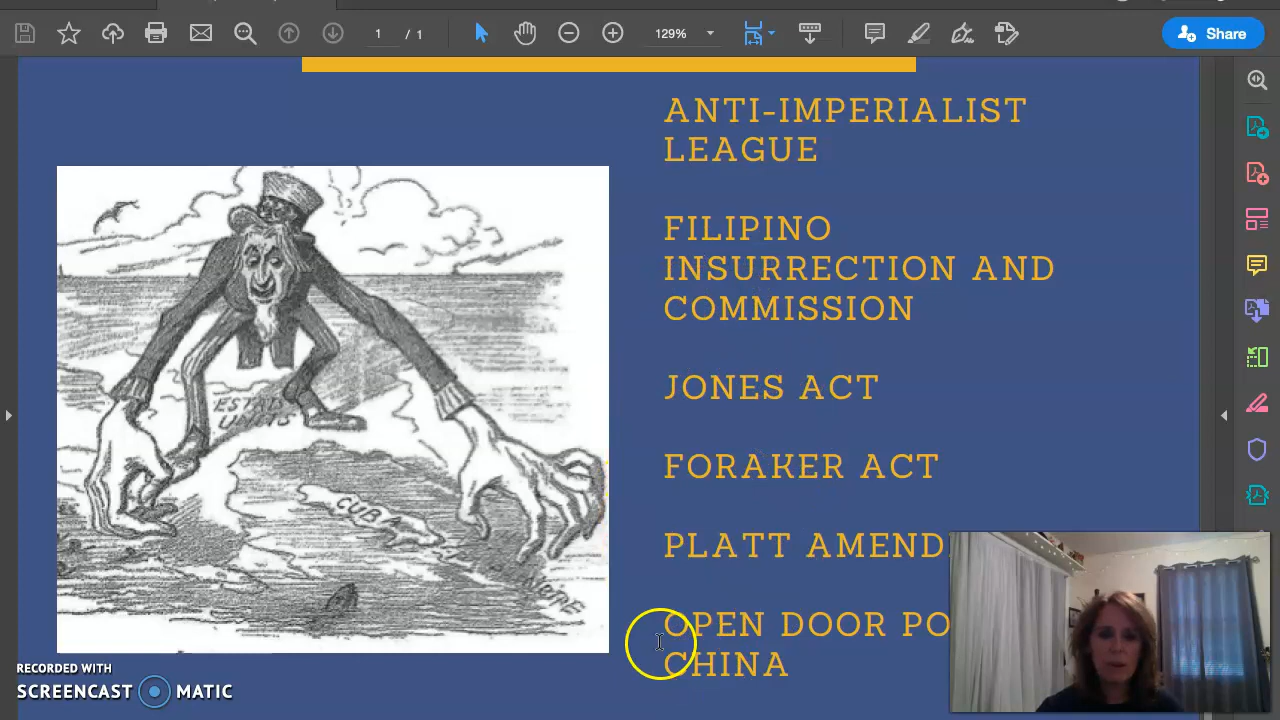 1 / 1
129%
Share
ANTI-IMPERIALIST
LEAGUE
FILIPINO
INSURRECTION AND
COMMISSION
JONES ACT
FORAKER ACT
PLATT AMEND
OPEN DOOR PO
CHINA
CUBA
RECORDED WITH
SCREENCAST MATIC